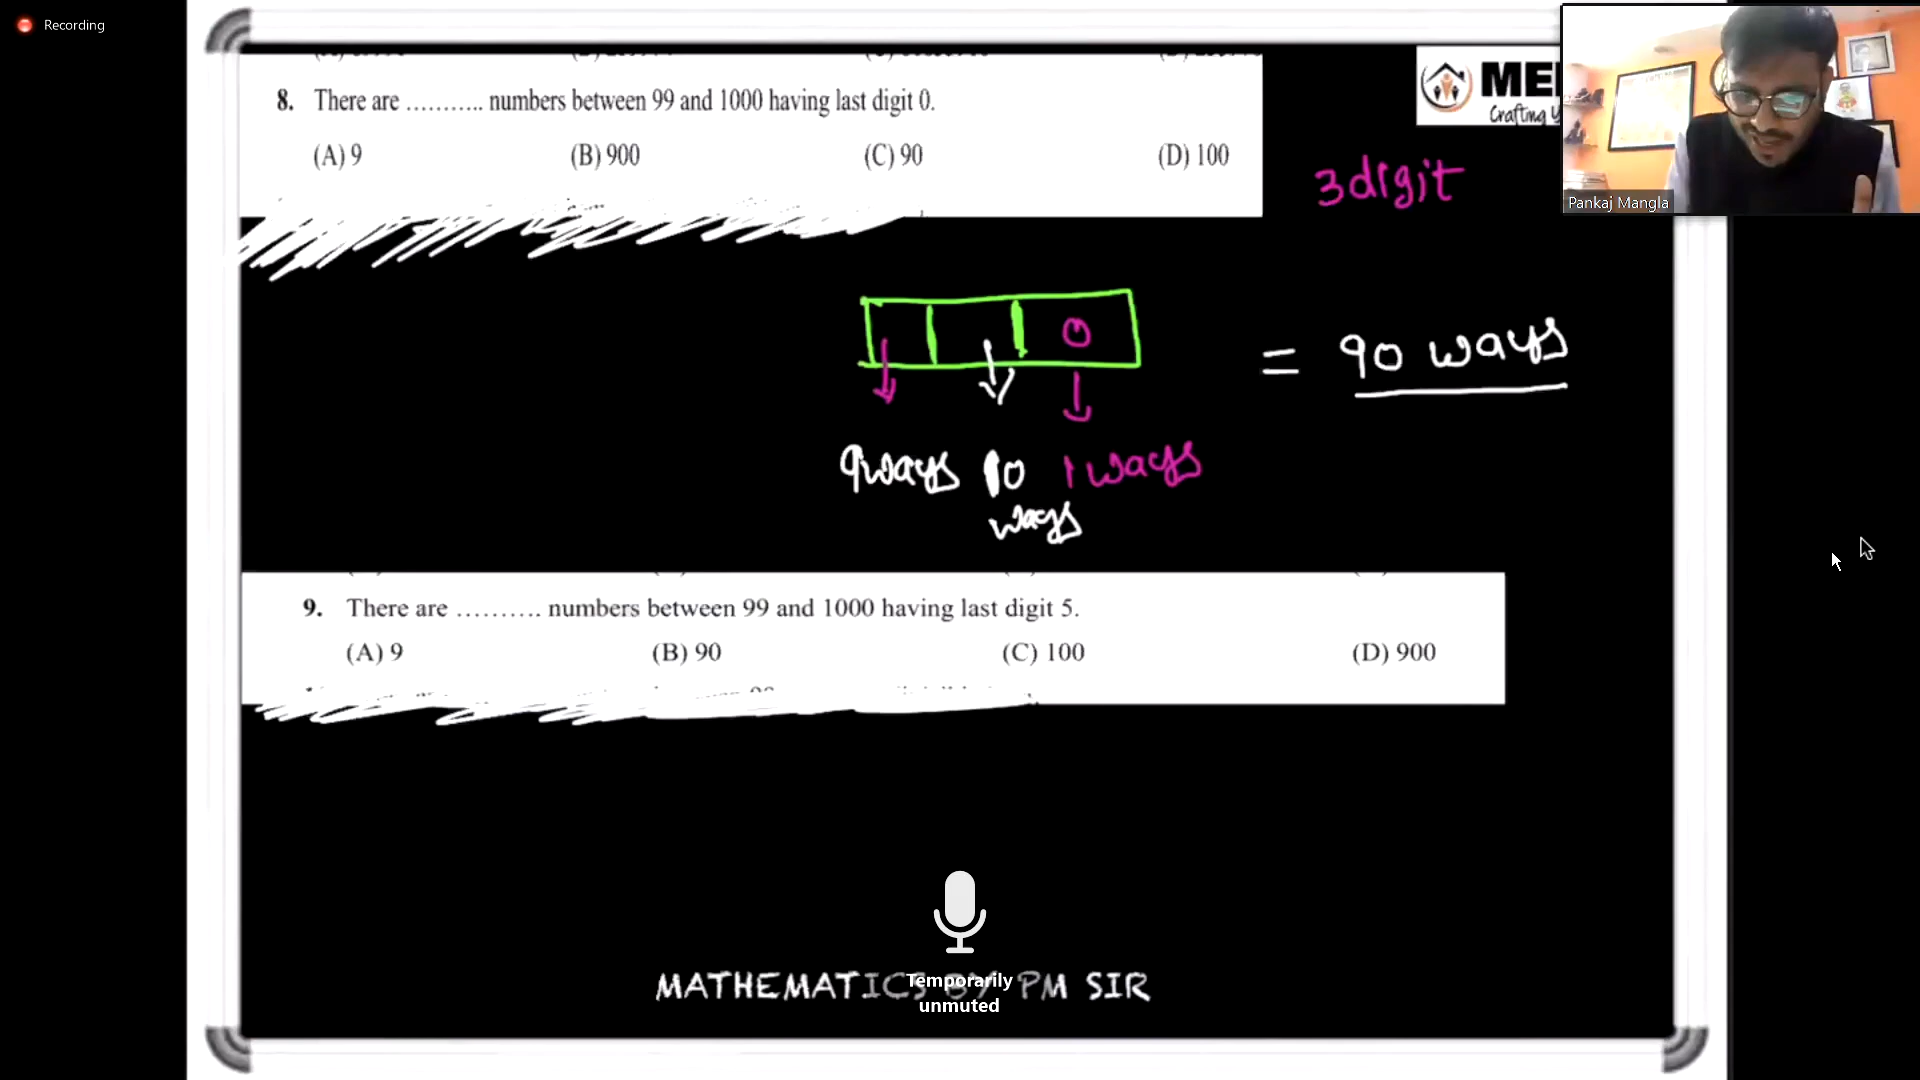 Recording
8. There are ........... numbers between 99 and 1000 having last digit 0.
(A) 9 (B) 900 (C) 90 (D) 100
ME
Crafting
3 digit
Pankaj Mangla
0
= 90 ways
9ways 10 1 ways
ways
9. There are .......... numbers between 99 and 1000 having last digit 5.
(A) 9 (B) 90 (C) 100 (D) 900
Temporarily
unmuted
MATHEMATICS BY PM SIR